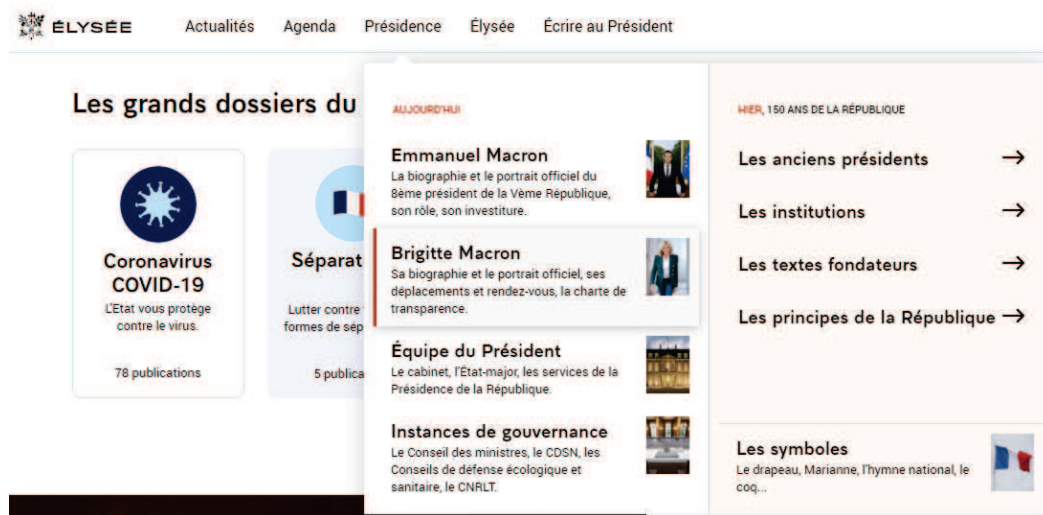 ÉLYSÉE
Actualités
Agenda
Présidence
Élysée
Écrire au Président
Les grands dossiers du
Coronavirus
COVID-19
L'Etat vous protège
contre le virus.
78 publications
Séparat
Lutter contre
formes de sép
5 publica
AUJOURD'HUI
Emmanuel Macron
La biographie et le portrait officiel du
8ème président de la Vème République,
son rôle, son investiture.
Brigitte Macron
Sa biographie et le portrait officiel, ses
déplacements et rendez-vous, la charte de
transparence.
Équipe du Président
Le cabinet, l'État-major, les services de la
Présidence de la République.
Instances de gouvernance
Le Conseil des ministres, le CDSN, les
Conseils de défense écologique et
sanitaire, le CNRLT.
HIER, 150 ANS DE LA RÉPUBLIQUE
Les anciens présidents
Les institutions
Les textes fondateurs
Les principes de la République
Les symboles
Le drapeau, Marianne, l'hymne national, le
coq...